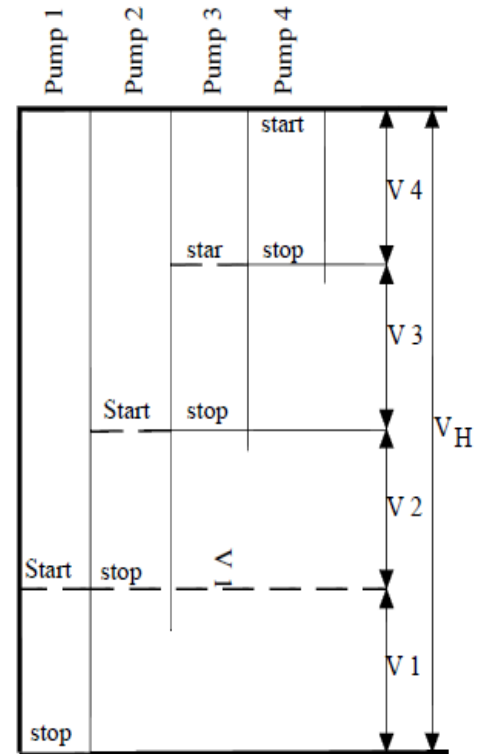 Pump 1
Pump 2
Pump 3
Pump 4
start
V 4
star
stop
V 3
Start
stop
V H
V 2
Start
stop
V 1
V 1
stop